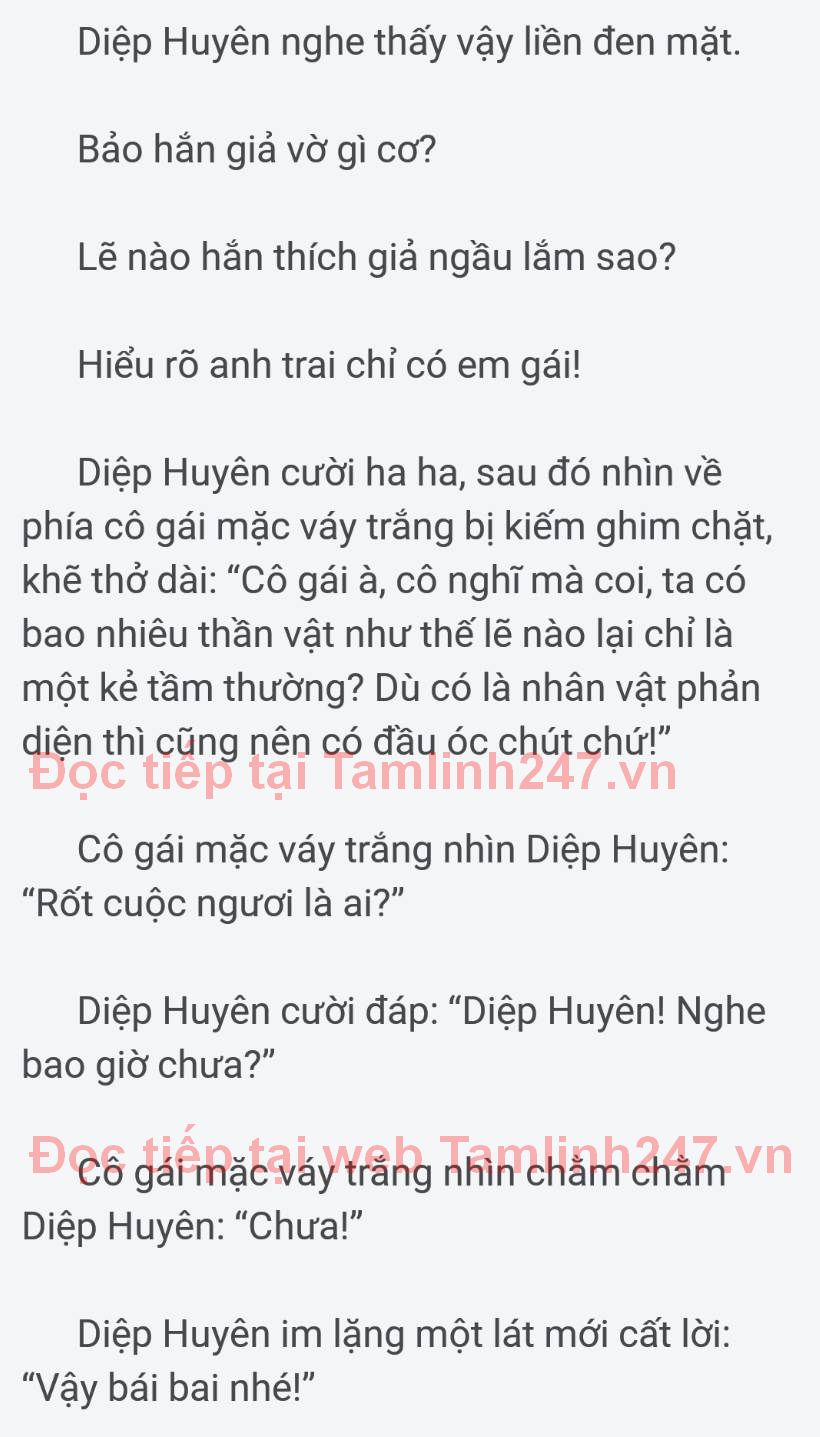 Diệp Huyên nghe thấy vậy liền đen mặt.
Bảo hắn giả vờ gì cơ?
Lẽ nào hắn thích giả ngầu lắm sao?
Hiểu rõ anh trai chỉ có em gái!
Diệp Huyên cười ha ha, sau đó nhìn về
phía cô gái mặc váy trắng bị kiếm ghim chặt,
khẽ thở dài: “Cô gái à, cô nghĩ mà coi, ta có
bao nhiêu thần vật như thế lẽ nào lại chỉ là
một kẻ tầm thường? Dù có là nhân vật phản
diện thì cũng nên có đầu óc chút chứ!”
Đọc tiếp tại Tamlinh247.vn
Cô gái mặc váy trắng nhìn Diệp Huyên:
“Rốt cuộc ngươi là ai?”
Diệp Huyên cười đáp: “Diệp Huyên! Nghe
bao giờ chưa?”
Đọc tiếp tại web Tamlinh247.vn
Cô gái mặc váy trắng nhìn chằm chằm
Diệp Huyên: “Chưa!”
Diệp Huyên im lặng một lát mới cất lời:
“Vậy bái bai nhé!”